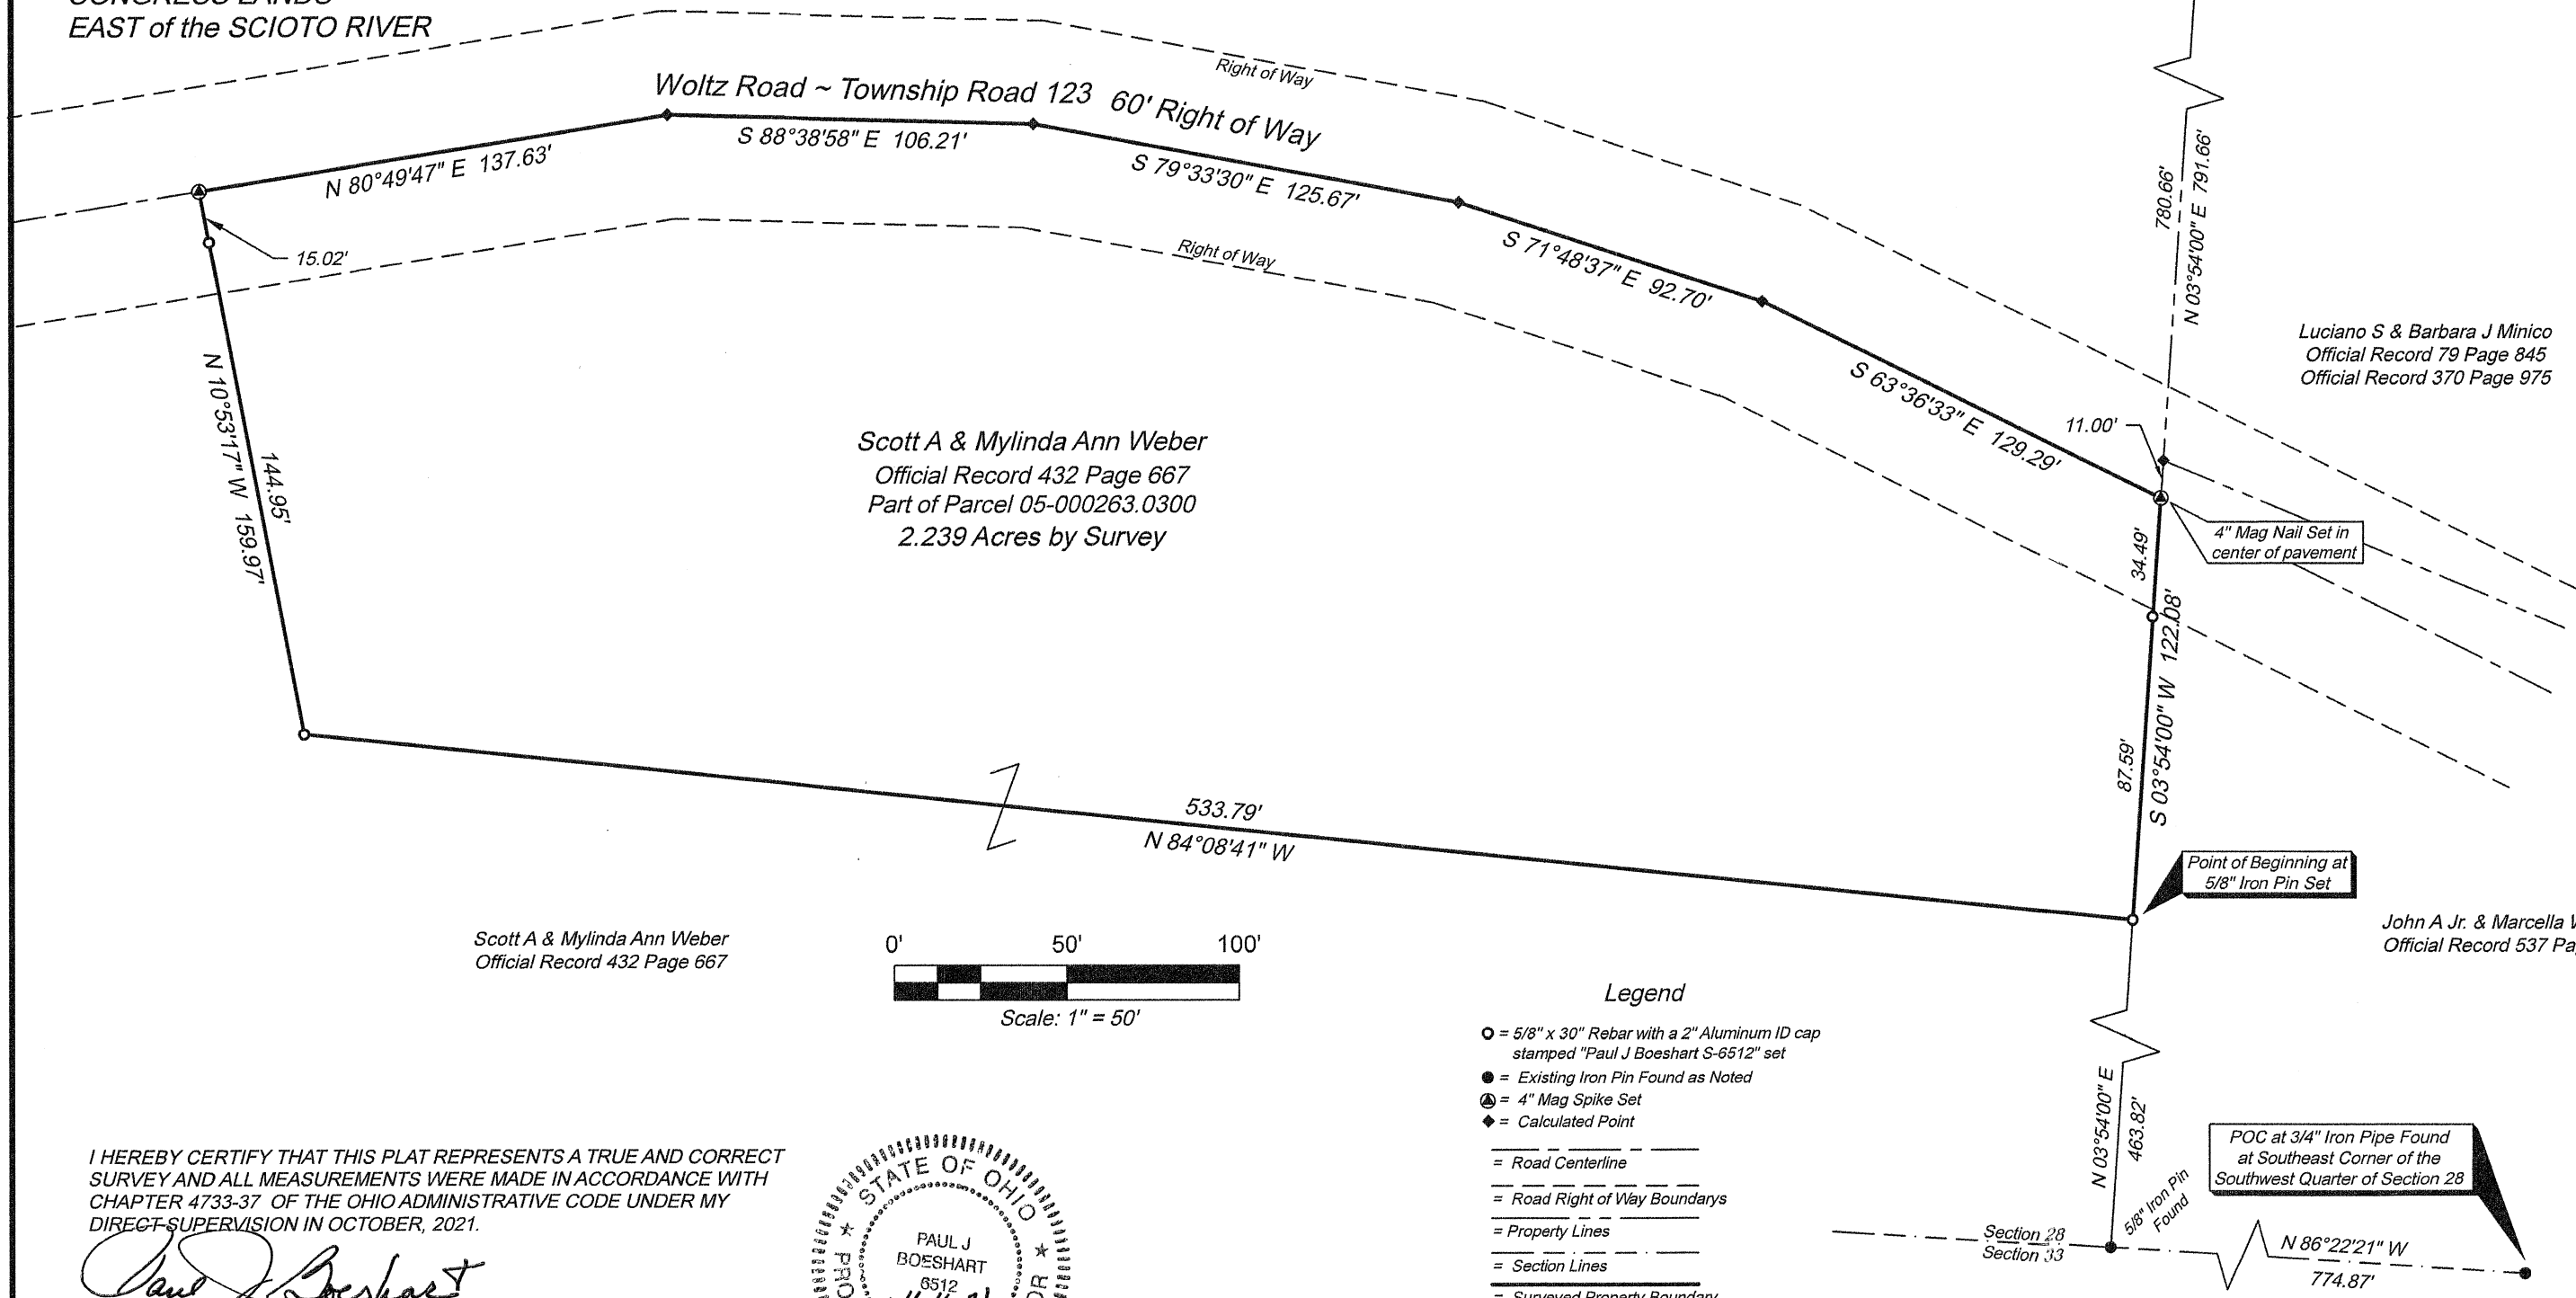 CONGRESS LANDS
EAST of the SCIOTO RIVER
Right of Way
Woltz Road ~ Township Road 123 60' Right of Way
N 80°49'47" E 137.63'
S 88°38'58" E 106.21'
S 79°33'30" E 125.67'
S 71°48'37" E 92.70'
S 63°36'33" E 129.29'
15.02'
Right of Way
780.66'
N 03°54'00" E 791.66'
Luciano S & Barbara J Minico
Official Record 79 Page 845
Official Record 370 Page 975
11.00'
4" Mag Nail Set in
center of pavement
N 10°53'17" W 159.97'
144.95'
Scott A & Mylinda Ann Weber
Official Record 432 Page 667
Part of Parcel 05-000263.0300
2.239 Acres by Survey
34.49'
S 03°54'00" W 122.08'
87.59'
533.79'
N 84°08'41" W
Point of Beginning at
5/8" Iron Pin Set
John A Jr. & Marcella
Official Record 537
Scott A & Mylinda Ann Weber
Official Record 432 Page 667
0' 50' 100'
Scale: 1" = 50'
Legend
= 5/8" x 30" Rebar with a 2" Aluminum ID cap
stamped "Paul J Boeshart S-6512" set
= Existing Iron Pin Found as Noted
= 4" Mag Spike Set
= Calculated Point
= Road Centerline
= Road Right of Way Boundarys
= Property Lines
= Section Lines
= Surveyed Property Boundary
N 03°54'00" E
463.82'
5/8" Iron Pin
Found
POC at 3/4" Iron Pipe Found
at Southeast Corner of the
Southwest Quarter of Section 28
Section 28
Section 33
N 86°22'21" W
774.87'
I HEREBY CERTIFY THAT THIS PLAT REPRESENTS A TRUE AND CORRECT
SURVEY AND ALL MEASUREMENTS WERE MADE IN ACCORDANCE WITH
CHAPTER 4733-37 OF THE OHIO ADMINISTRATIVE CODE UNDER MY
DIRECT SUPERVISION IN OCTOBER, 2021.
Paul J Boeshart
STATE OF OHIO
PAUL J
BOESHART
6512